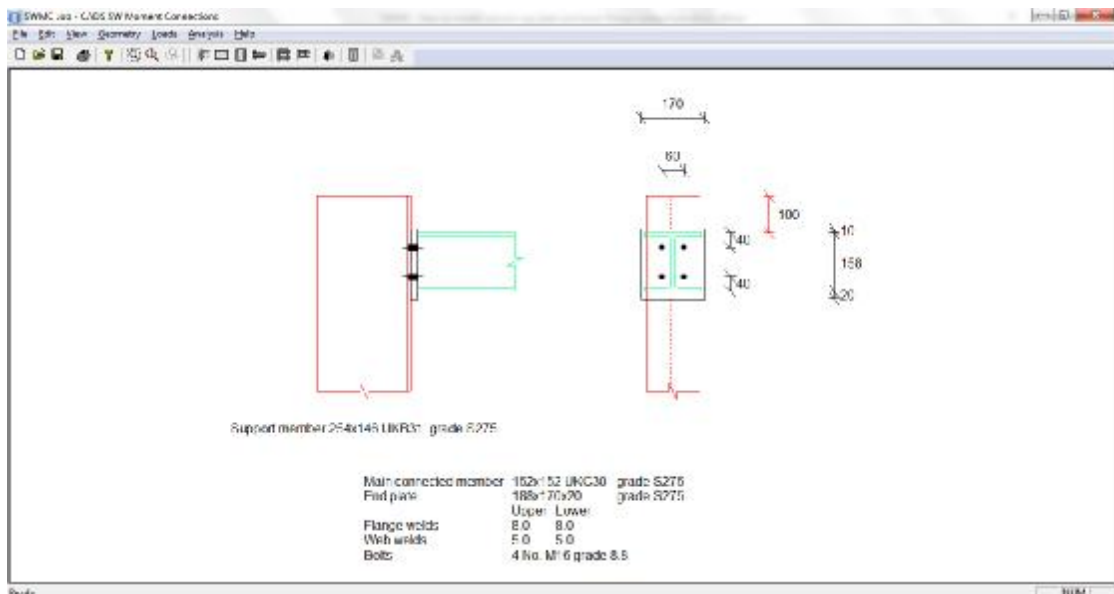 SWMC Job - CADS SW Moment Connections
File Edit View Geometry Loads Analysis Help
170
60
100
40
10
158
40
20
Support member 254x146 UKB31 grade S275
Main connected member 152x152 UKC30 grade S275
End plate 188x170x20 grade S275
Upper Lower
Flange welds 8.0 8.0
Web welds 5.0 5.0
Bolts 4 No. M16 grade 8.8
Ready NUM